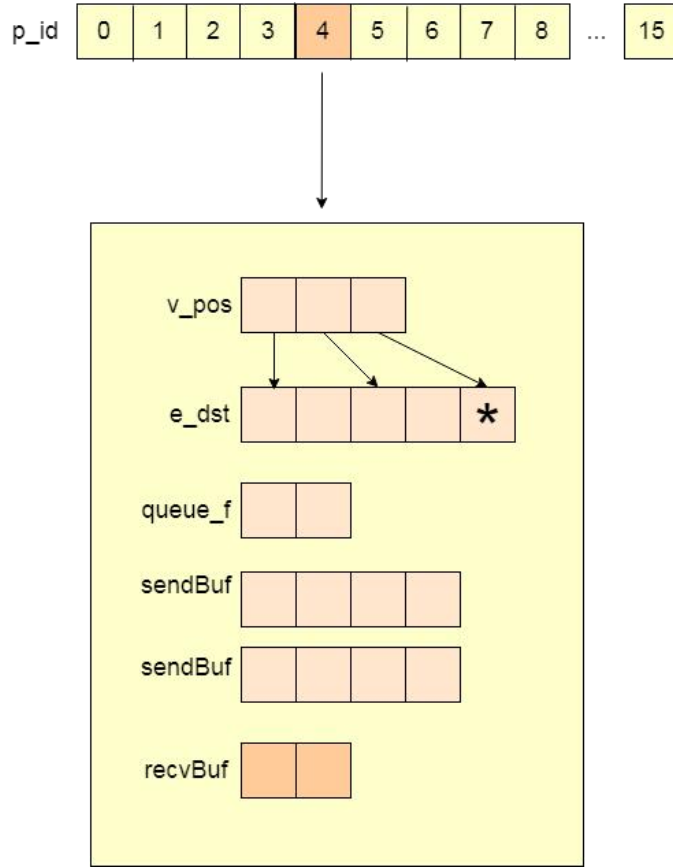 p_id 0 1 2 3 4 5 6 7 8 ... 15
v_pos
e_dst *
queue_f
sendBuf
sendBuf
recvBuf